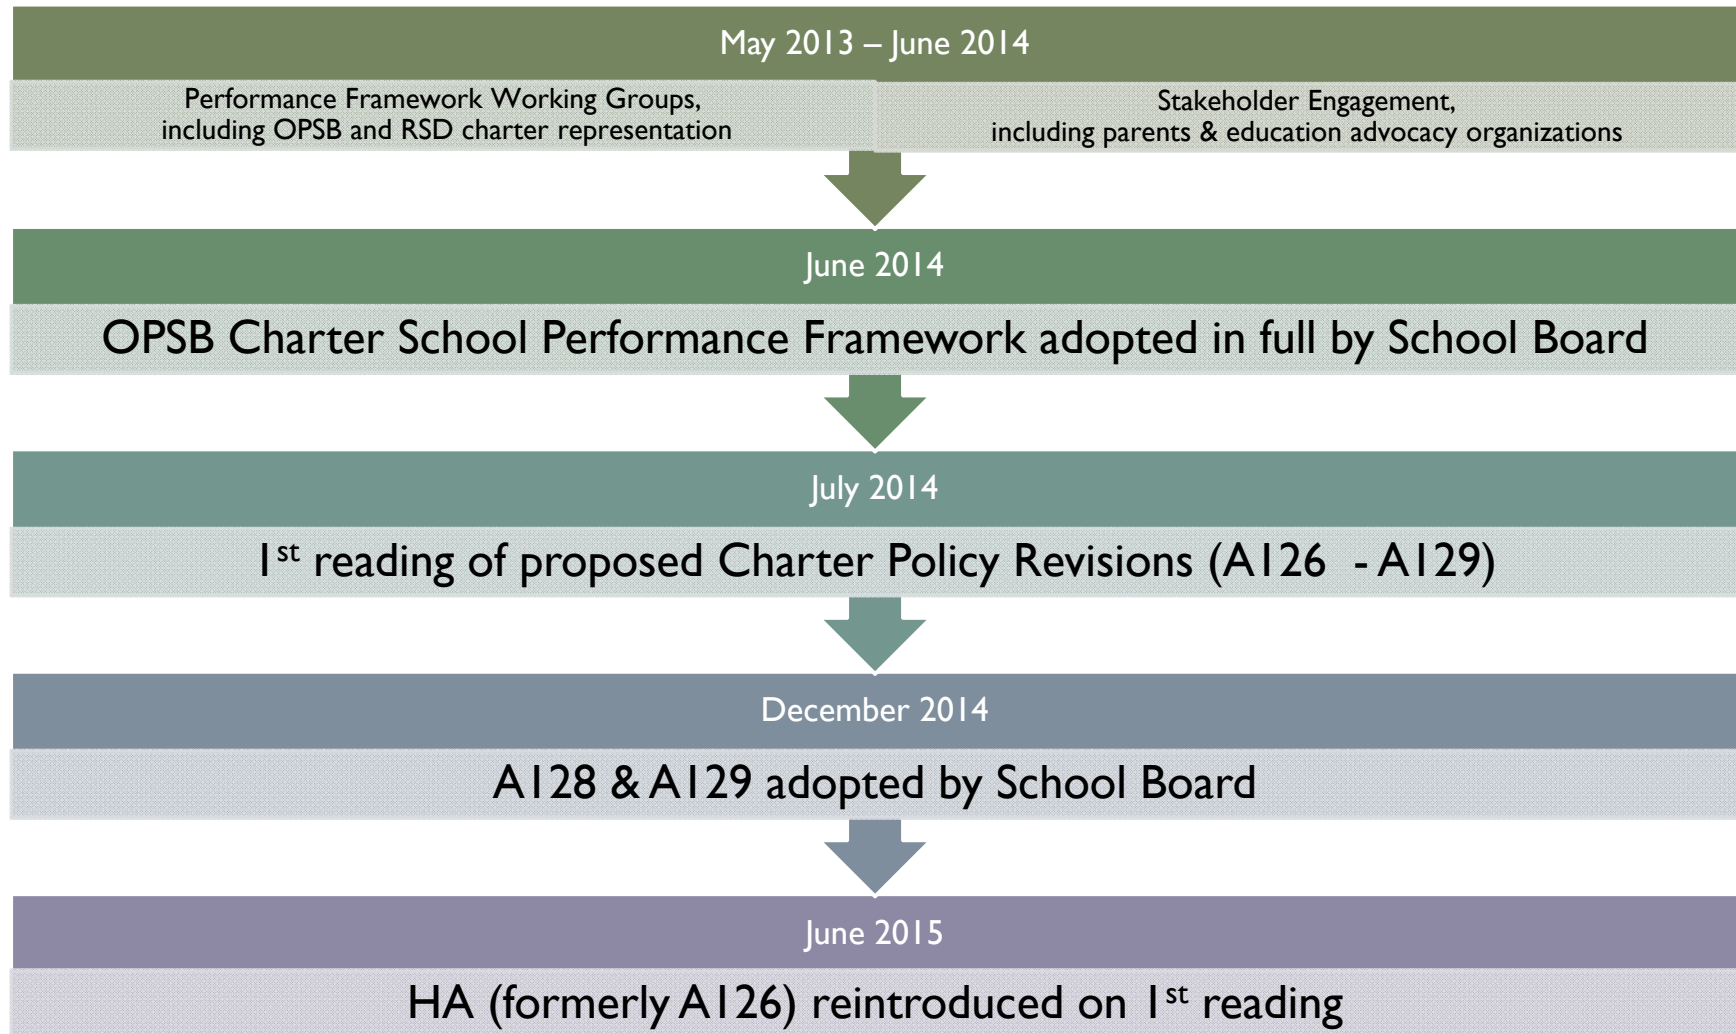 May 2013 – June 2014
Performance Framework Working Groups,
including OPSB and RSD charter representation
Stakeholder Engagement,
including parents & education advocacy organizations
June 2014
OPSB Charter School Performance Framework adopted in full by School Board
July 2014
1st reading of proposed Charter Policy Revisions (A126 - A129)
December 2014
A128 & A129 adopted by School Board
June 2015
HA (formerly A126) reintroduced on 1st reading